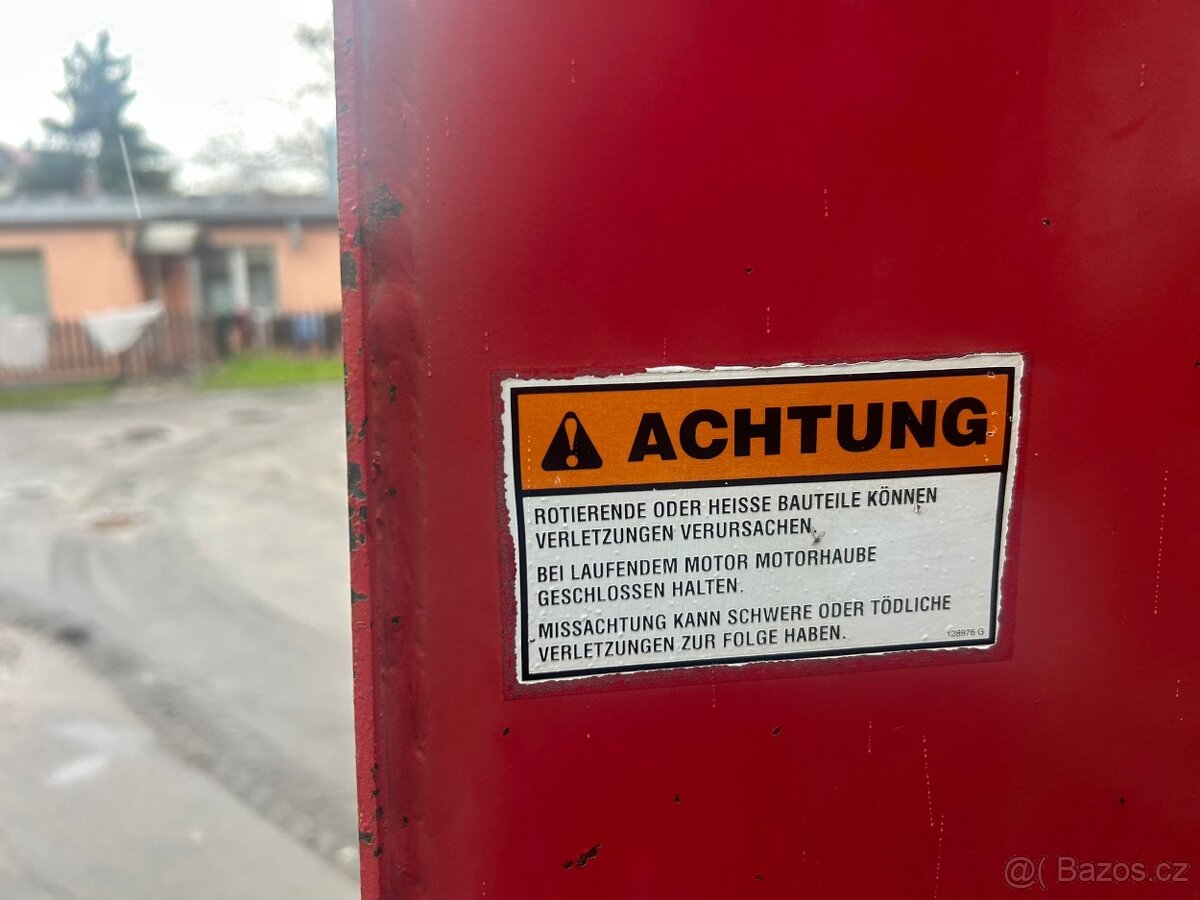 ACHTUNG
ROTIERENDE ODER HEISSE BAUTEILE KÖNNEN
VERLETZUNGEN VERURSACHEN.
BEI LAUFENDEM MOTOR MOTORHAUBE
GESCHLOSSEN HALTEN.
MISSACHTUNG KANN SCHWERE ODER TÖDLICHE
VERLETZUNGEN ZUR FOLGE HABEN.
128976 G
@( Bazos.cz